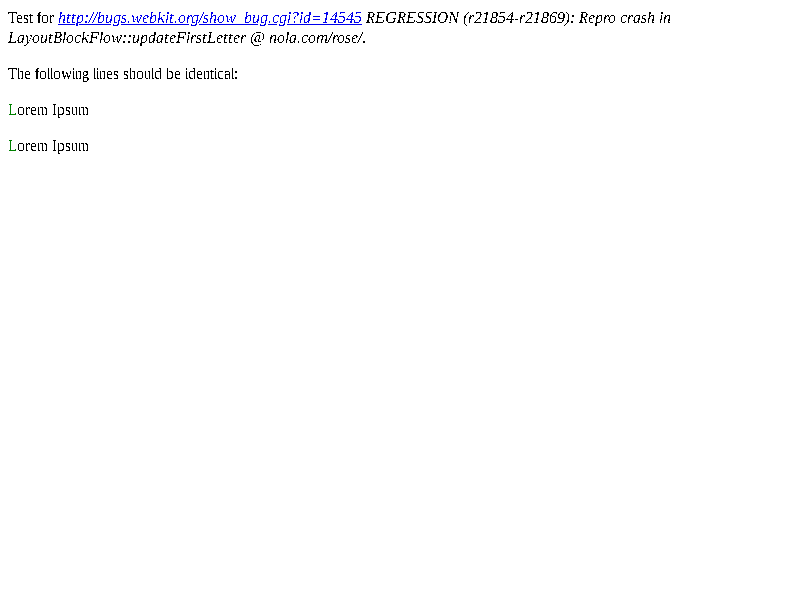 Test for http://bugs.webkit.org/show_bug.cgi?id=14545 REGRESSION (r21854-r21869): Repro crash in
LayoutBlockFlow::updateFirstLetter @ nola.com/rose/.
The following lines should be identical:
Lorem Ipsum
Lorem Ipsum